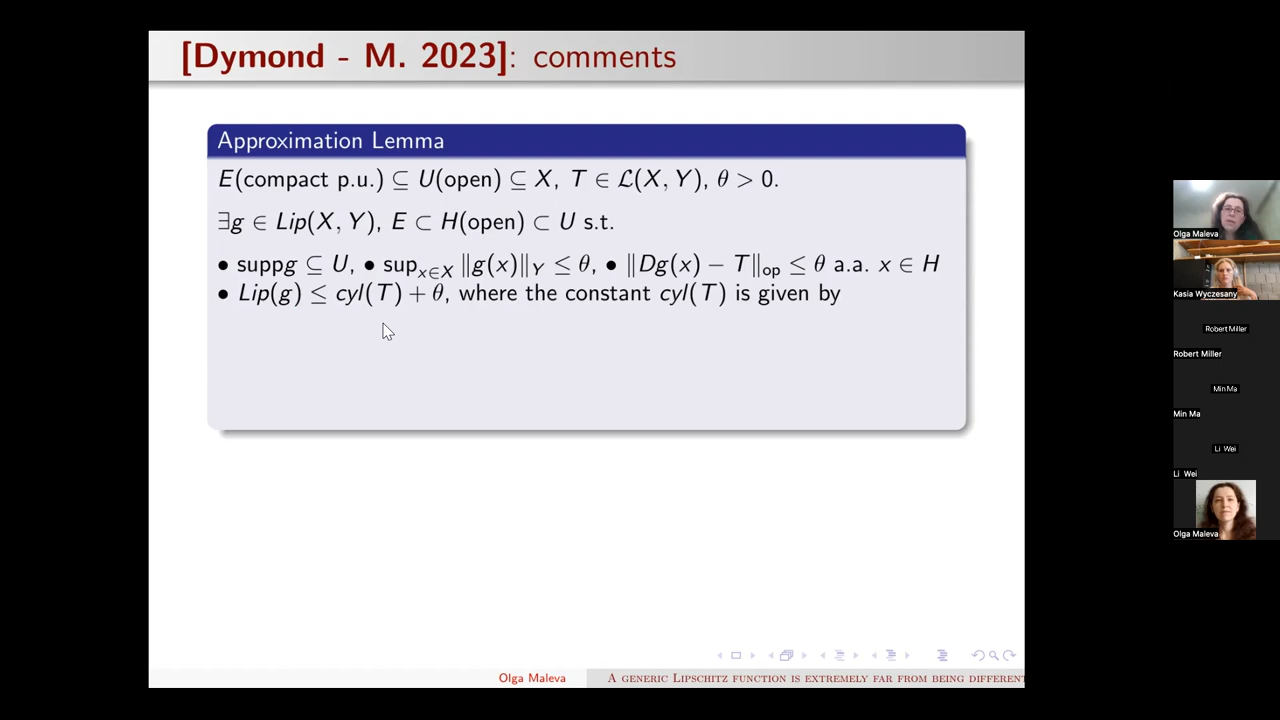 [Dymond - M. 2023]: comments
Approximation Lemma
E(compact p.u.) ⊆ U(open) ⊆ X, T ∈ ℒ(X, Y), θ > 0.
∃g ∈ Lip(X, Y), E ⊂ H(open) ⊂ U s.t.
• suppg ⊆ U, • sup_{x∈X} ‖g(x)‖_Y ≤ θ, • ‖Dg(x) − T‖_op ≤ θ a.a. x ∈ H
• Lip(g) ≤ cyl(T) + θ, where the constant cyl(T) is given by
Olga Maleva
A GENERIC LIPSCHITZ FUNCTION IS EXTREMELY FAR FROM BEING DIFFEREN
Olga Maleva
Kasia Wyczesany
Robert Miller
Robert Miller
Min Ma
Min Ma
Li Wei
Li Wei
Olga Maleva